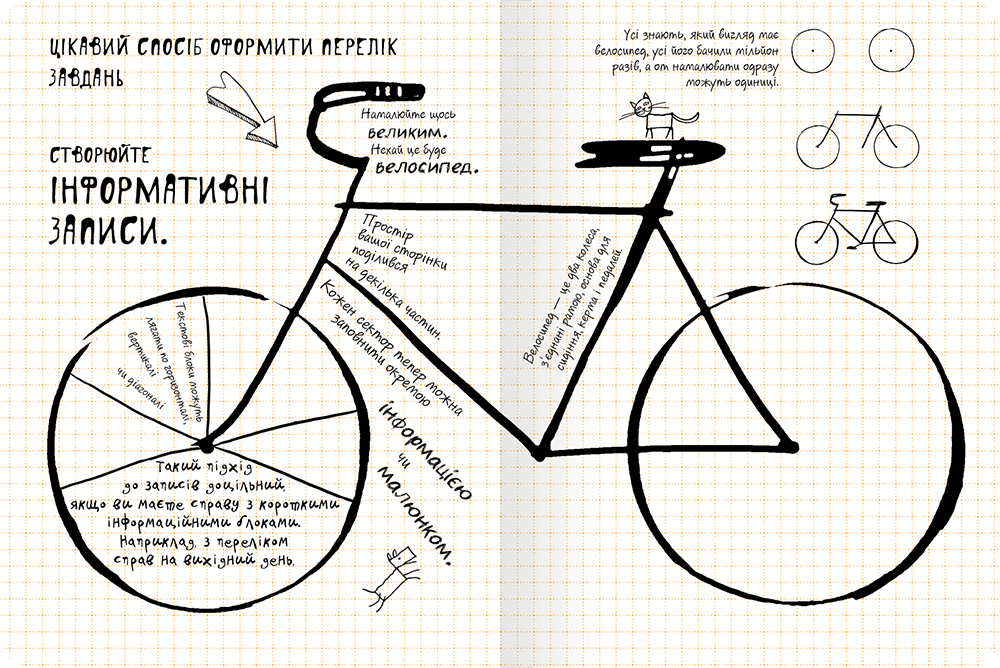 ЦІКАВИЙ СПОСІБ ОФОРМИТИ ПЕРЕЛІК
ЗАВДАНЬ
СТВОРЮЙТЕ
ІНФОРМАТИВНІ
ЗАПИСИ.
Намалюйте щось
великим.
Нехай це буде
велосипед.
Простір
вашої сторінки
поділився
на декілька частин.
Кожен сектор тепер можна
заповнити окремою
інформацією
чи
малюнком.
Текстові блоки можуть
лягати по горизонталі,
вертикалі
чи діагоналі
Такий підхід
до записів доцільний,
якщо ви маєте справу з короткими
інформаційними блоками.
Наприклад, з переліком
справ на вихідний день.
Усі знають, який вигляд має
велосипед, усі його бачили мільйон
разів, а от намалювати одразу
можуть одиниці.
Велосипед — це два колеса,
з'єднані рамою, основа для
сидіння, керма і педалей.